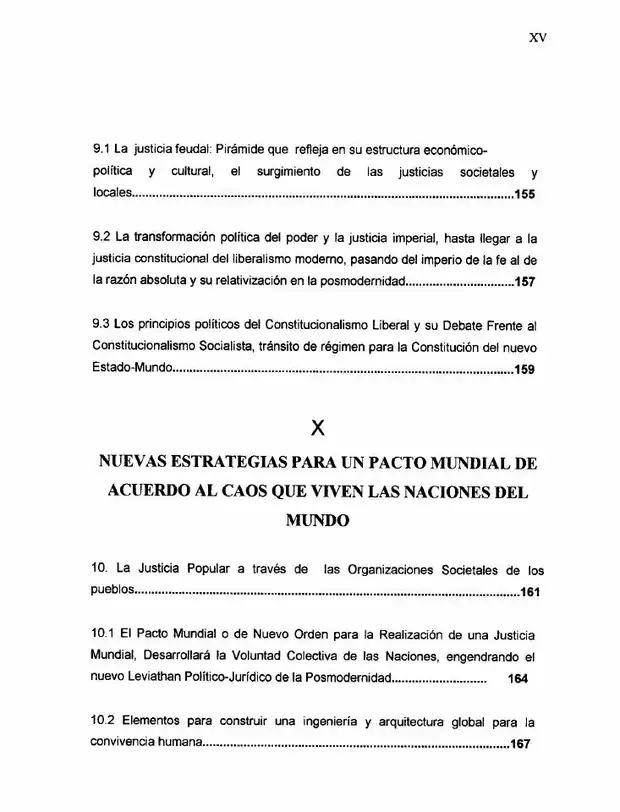 XV
9.1 La justicia feudal: Pirámide que refleja en su estructura económico-
política y cultural, el surgimiento de las justicias societales y
locales....................................................................................................................155
9.2 La transformación política del poder y la justicia imperial, hasta llegar a la
justicia constitucional del liberalismo moderno, pasando del imperio de la fe al de
la razón absoluta y su relativización en la posmodernidad................................157
9.3 Los principios políticos del Constitucionalismo Liberal y su Debate Frente al
Constitucionalismo Socialista, tránsito de régimen para la Constitución del nuevo
Estado-Mundo......................................................................................................159
X
NUEVAS ESTRATEGIAS PARA UN PACTO MUNDIAL DE
ACUERDO AL CAOS QUE VIVEN LAS NACIONES DEL
MUNDO
10. La Justicia Popular a través de las Organizaciones Societales de los
pueblos.................................................................................................................161
10.1 El Pacto Mundial o de Nuevo Orden para la Realización de una Justicia
Mundial, Desarrollará la Voluntad Colectiva de las Naciones, engendrando el
nuevo Leviathan Político-Jurídico de la Posmodernidad............................ 164
10.2 Elementos para construir una ingeniería y arquitectura global para la
convivencia humana...........................................................................................167